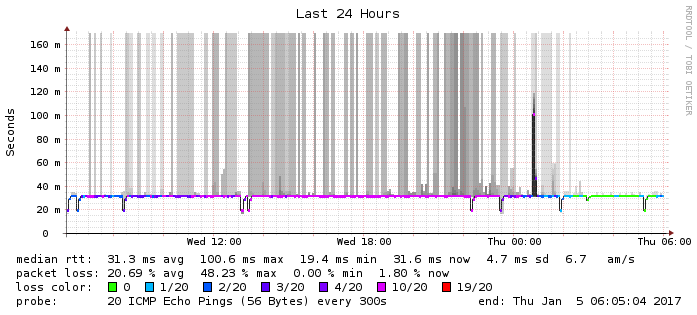 Last 24 Hours
RRDTOOL / TOBI OETIKER
Seconds
160 m
140 m
120 m
100 m
80 m
60 m
40 m
20 m
0
Wed 12:00 Wed 18:00 Thu 00:00 Thu 06:00
median rtt: 31.3 ms avg 100.6 ms max 19.4 ms min 31.6 ms now 4.7 ms sd 6.7 am/s
packet loss: 20.69 % avg 48.23 % max 0.00 % min 1.80 % now
loss color: 0 1/20 2/20 3/20 4/20 10/20 19/20
probe: 20 ICMP Echo Pings (56 Bytes) every 300s end: Thu Jan 5 06:05:04 2017